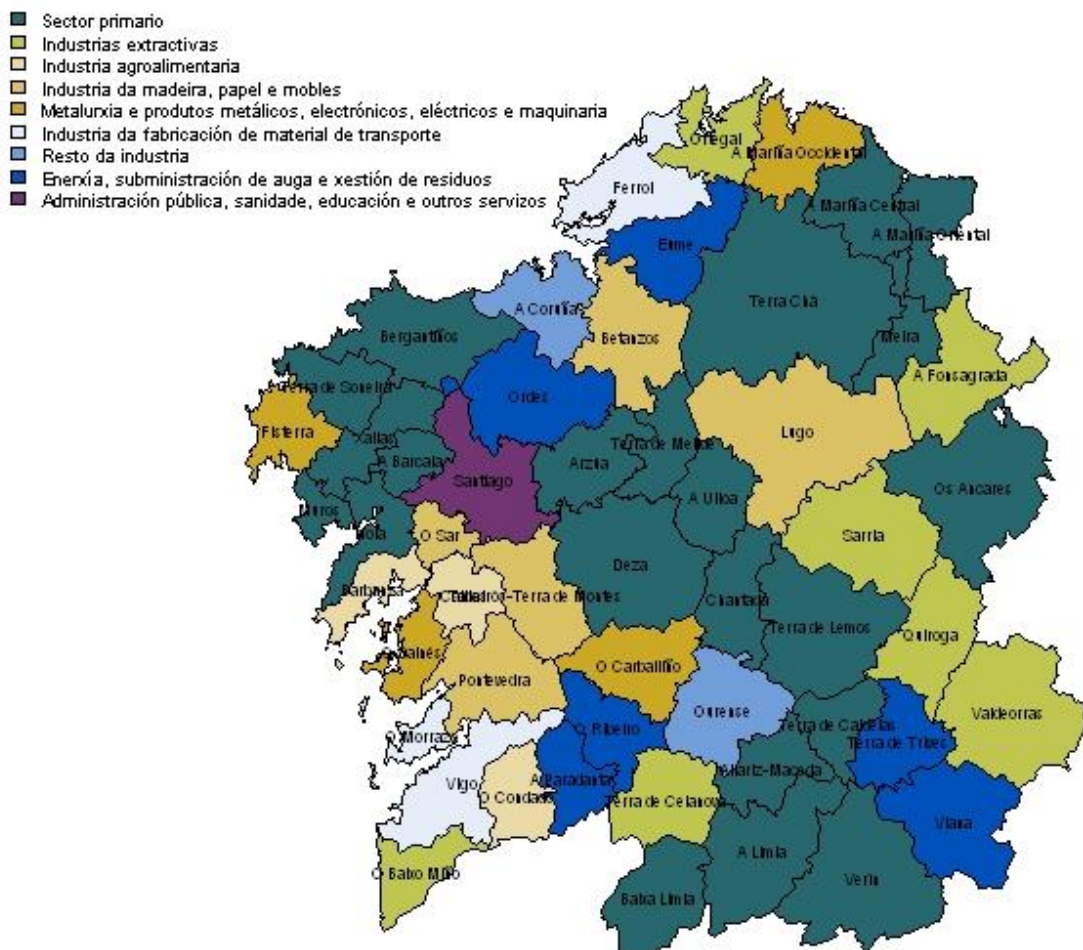 Sector primario
Industrias extractivas
Industria agroalimentaria
Industria da madeira, papel e mobles
Metalurxia e produtos metálicos, electrónicos, eléctricos e maquinaria
Industria da fabricación de material de transporte
Resto da industria
Enerxía, subministración de auga e xestión de residuos
Administración pública, sanidade, educación e outros servizos
Ortegal
A Mariña Occidental
Ferrol
A Mariña Central
A Mariña Oriental
Eume
Terra Chá
A Coruña
Betanzos
Bergantiños
Meira
A Fonsagrada
A Terra de Soneira
Ordes
Fisterra
Lugo
Xallas
Terra de Melide
A Barcala
Arzúa
Santiago
A Ulloa
Os Ancares
Muros
Noia
O Sar
Sarria
Deza
Barbanza
Caldas
Tabeirós-Terra de Montes
Chantada
Terra de Lemos
Quiroga
O Salnés
O Carballiño
Pontevedra
Ourense
Valdeorras
O Morrazo
O Ribeiro
Terra de Caldelas
Terra de Trives
Vigo
A Paradanta
O Condado
Allariz-Maceda
Terra de Celanova
Viana
A Limia
O Baixo Miño
Verín
Baixa Limia